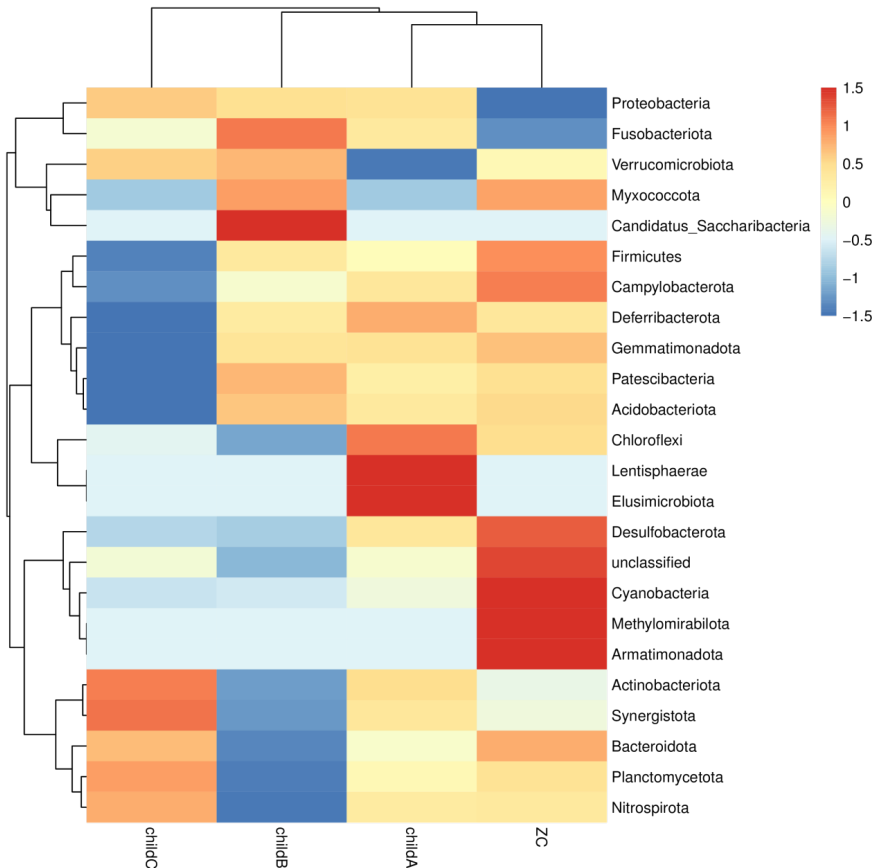 Proteobacteria
Fusobacteriota
Verrucomicrobiota
Myxococcota
Candidatus_Saccharibacteria
Firmicutes
Campylobacterota
Deferribacterota
Gemmatimonadota
Patescibacteria
Acidobacteriota
Chloroflexi
Lentisphaerae
Elusimicrobiota
Desulfobacterota
unclassified
Cyanobacteria
Methylomirabilota
Armatimonadota
Actinobacteriota
Synergistota
Bacteroidota
Planctomycetota
Nitrospirota
1.5
1
0.5
0
−0.5
−1
−1.5
childC
childB
childA
ZC